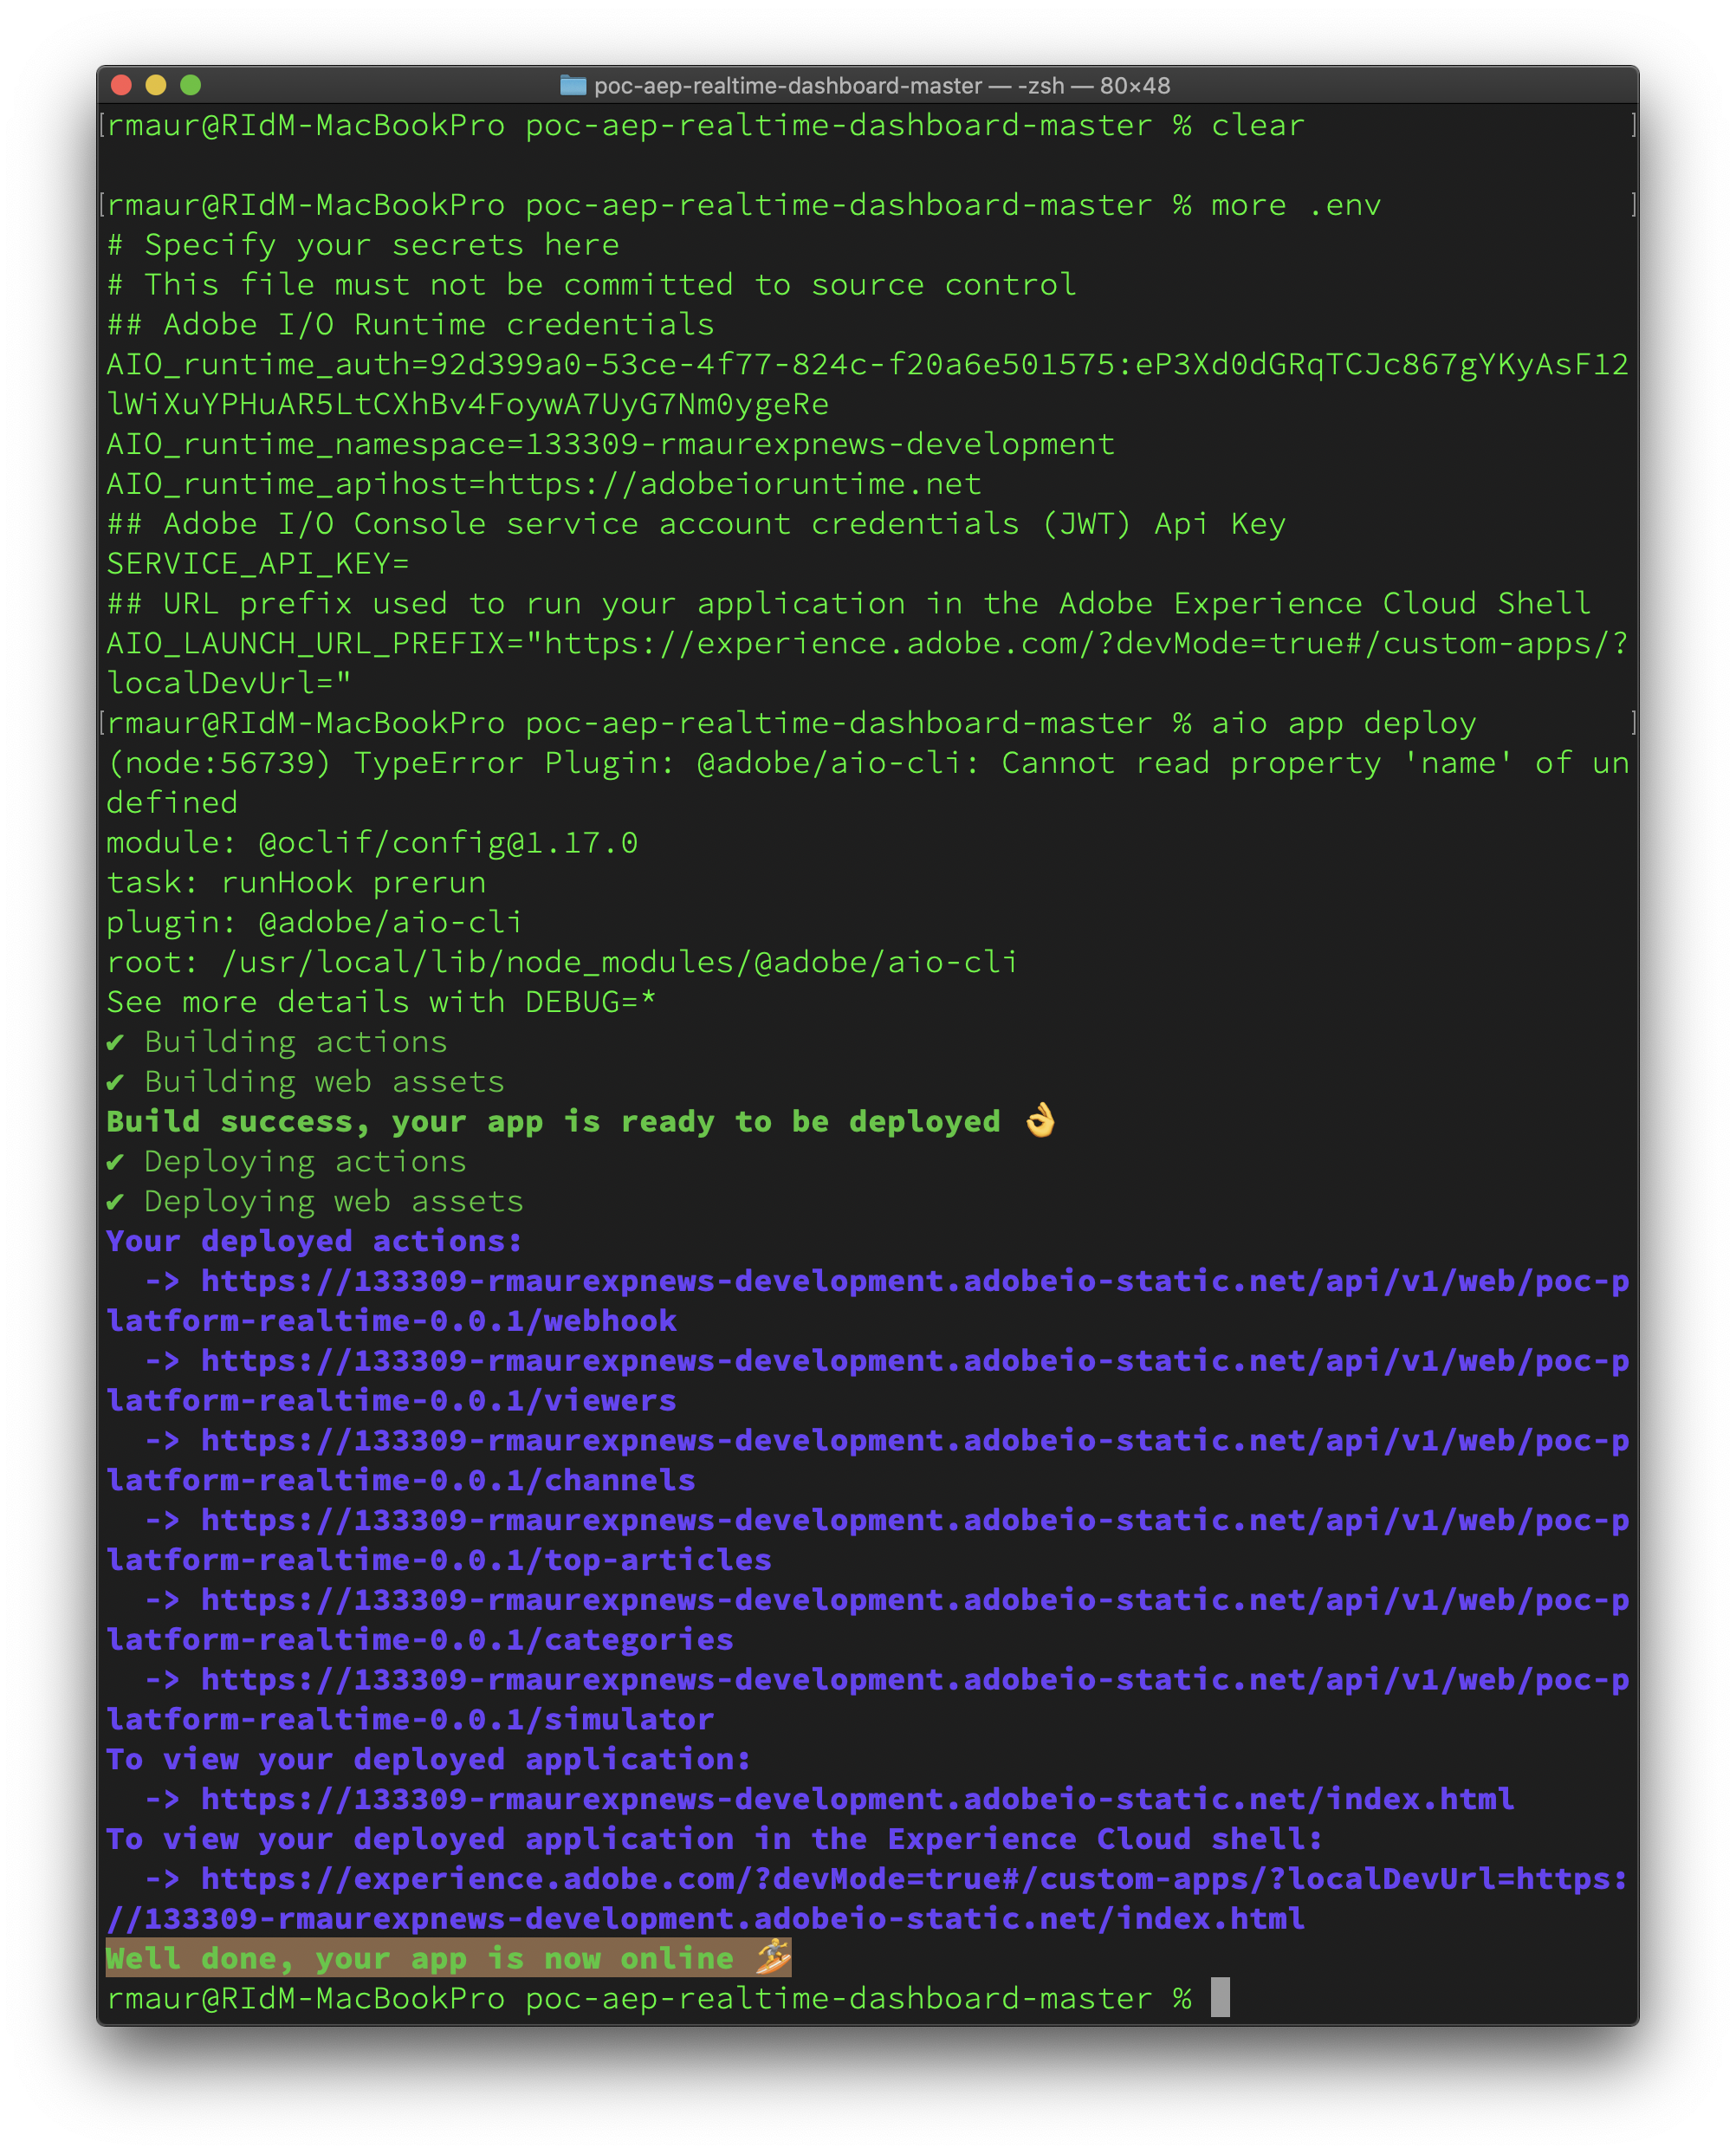 poc-aep-realtime-dashboard-master — -zsh — 80×48
[rmaur@RIdM-MacBookPro poc-aep-realtime-dashboard-master % clear ]
[rmaur@RIdM-MacBookPro poc-aep-realtime-dashboard-master % more .env ]
# Specify your secrets here
# This file must not be committed to source control
## Adobe I/O Runtime credentials
AIO_runtime_auth=92d399a0-53ce-4f77-824c-f20a6e501575:eP3Xd0dGRqTCJc867gYKyAsF12
lWiXuYPHuAR5LtCXhBv4FoywA7UyG7Nm0ygeRe
AIO_runtime_namespace=133309-rmaurexpnews-development
AIO_runtime_apihost=https://adobeioruntime.net
## Adobe I/O Console service account credentials (JWT) Api Key
SERVICE_API_KEY=
## URL prefix used to run your application in the Adobe Experience Cloud Shell
AIO_LAUNCH_URL_PREFIX="https://experience.adobe.com/?devMode=true#/custom-apps/?
localDevUrl="
[rmaur@RIdM-MacBookPro poc-aep-realtime-dashboard-master % aio app deploy ]
(node:56739) TypeError Plugin: @adobe/aio-cli: Cannot read property 'name' of un
defined
module: @oclif/config@1.17.0
task: runHook prerun
plugin: @adobe/aio-cli
root: /usr/local/lib/node_modules/@adobe/aio-cli
See more details with DEBUG=*
✔ Building actions
✔ Building web assets
Build success, your app is ready to be deployed 👌
✔ Deploying actions
✔ Deploying web assets
Your deployed actions:
  -> https://133309-rmaurexpnews-development.adobeio-static.net/api/v1/web/poc-p
latform-realtime-0.0.1/webhook
  -> https://133309-rmaurexpnews-development.adobeio-static.net/api/v1/web/poc-p
latform-realtime-0.0.1/viewers
  -> https://133309-rmaurexpnews-development.adobeio-static.net/api/v1/web/poc-p
latform-realtime-0.0.1/channels
  -> https://133309-rmaurexpnews-development.adobeio-static.net/api/v1/web/poc-p
latform-realtime-0.0.1/top-articles
  -> https://133309-rmaurexpnews-development.adobeio-static.net/api/v1/web/poc-p
latform-realtime-0.0.1/categories
  -> https://133309-rmaurexpnews-development.adobeio-static.net/api/v1/web/poc-p
latform-realtime-0.0.1/simulator
To view your deployed application:
  -> https://133309-rmaurexpnews-development.adobeio-static.net/index.html
To view your deployed application in the Experience Cloud shell:
  -> https://experience.adobe.com/?devMode=true#/custom-apps/?localDevUrl=https:
//133309-rmaurexpnews-development.adobeio-static.net/index.html
Well done, your app is now online 🏄
rmaur@RIdM-MacBookPro poc-aep-realtime-dashboard-master %